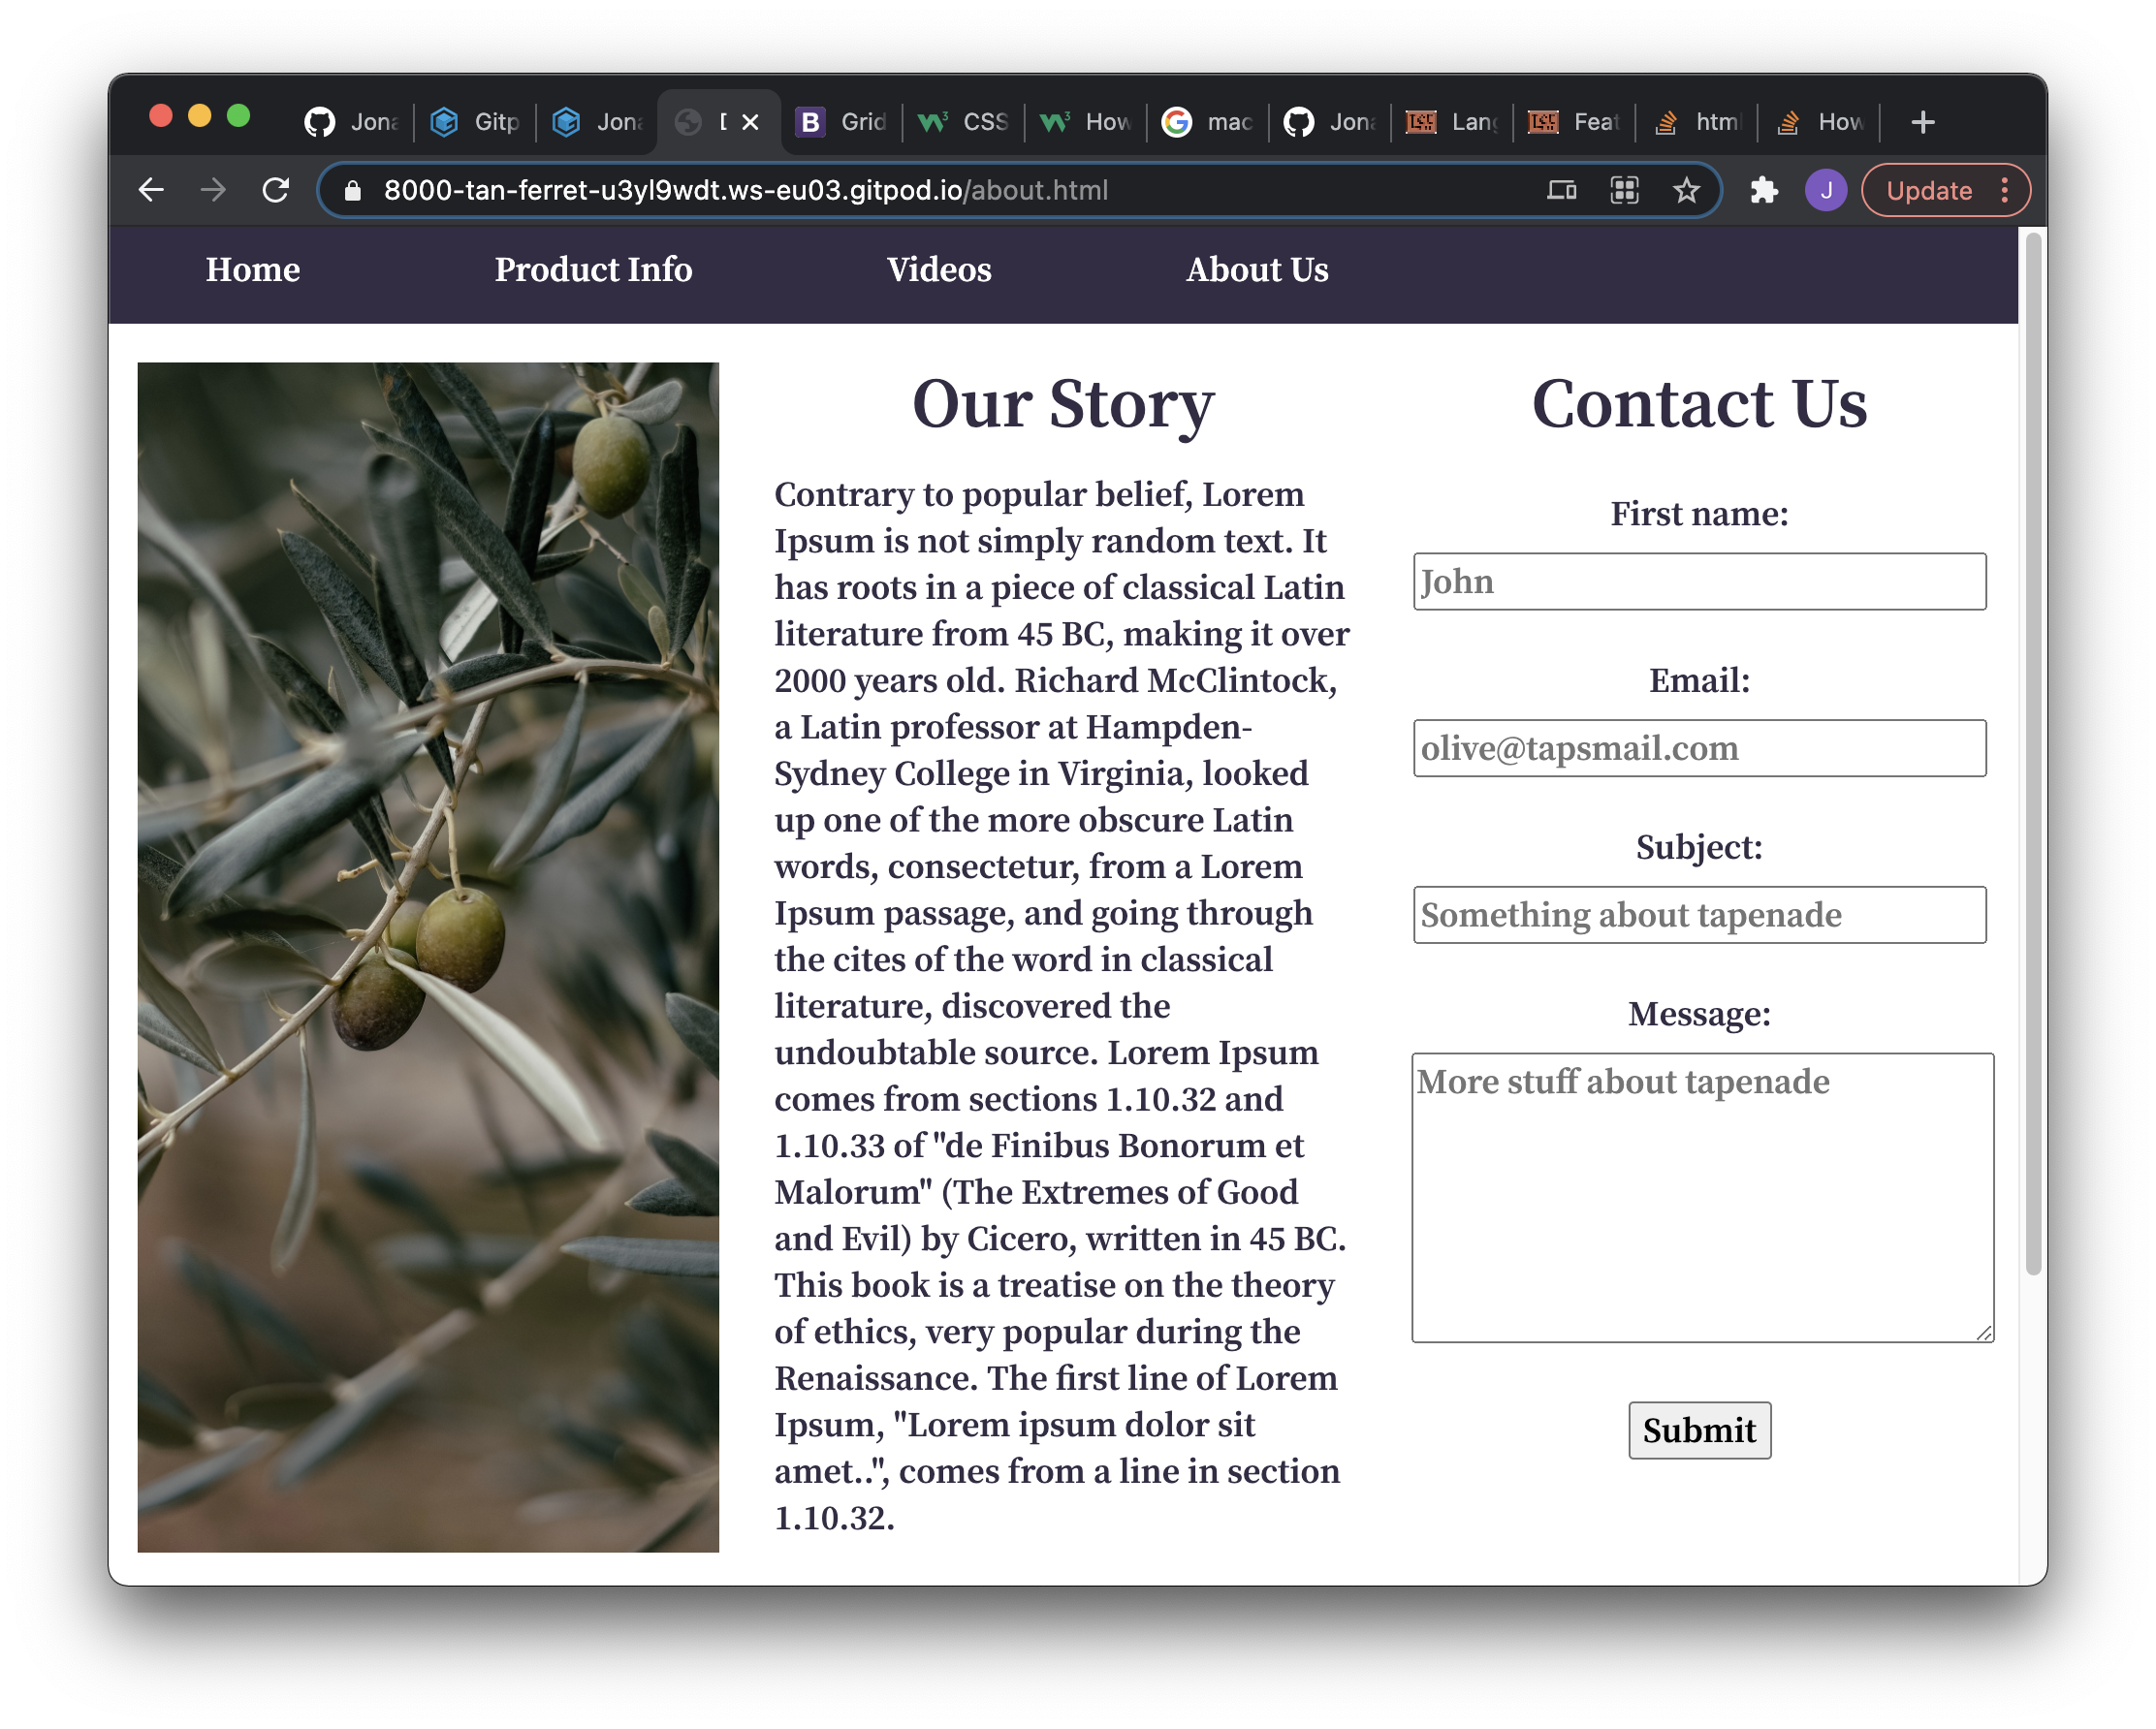 Jona Gitp Jona Grid CSS How mac Jona Lang Feat html How
8000-tan-ferret-u3yl9wdt.ws-eu03.gitpod.io/about.html
J
Update
Home Product Info Videos About Us
Our Story
Contrary to popular belief, Lorem
Ipsum is not simply random text. It
has roots in a piece of classical Latin
literature from 45 BC, making it over
2000 years old. Richard McClintock,
a Latin professor at Hampden-
Sydney College in Virginia, looked
up one of the more obscure Latin
words, consectetur, from a Lorem
Ipsum passage, and going through
the cites of the word in classical
literature, discovered the
undoubtable source. Lorem Ipsum
comes from sections 1.10.32 and
1.10.33 of "de Finibus Bonorum et
Malorum" (The Extremes of Good
and Evil) by Cicero, written in 45 BC.
This book is a treatise on the theory
of ethics, very popular during the
Renaissance. The first line of Lorem
Ipsum, "Lorem ipsum dolor sit
amet..", comes from a line in section
1.10.32.
Contact Us
First name:
John
Email:
olive@tapsmail.com
Subject:
Something about tapenade
Message:
More stuff about tapenade
Submit